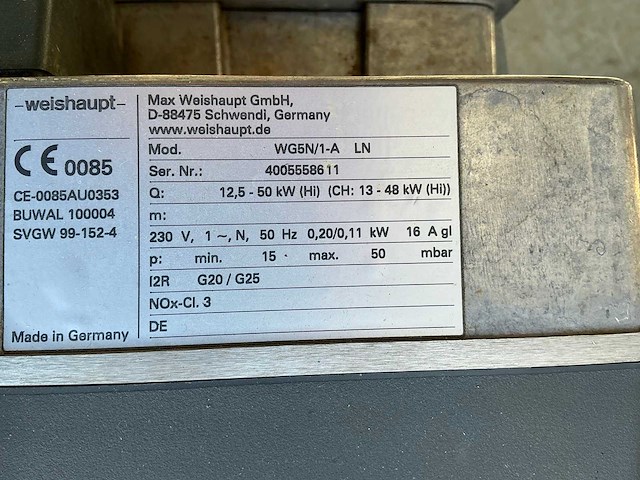 -weishaupt-
CE 0085
CE-0085AU0353
BUWAL 100004
SVGW 99-152-4
Made in Germany
Max Weishaupt GmbH,
D-88475 Schwendi, Germany
www.weishaupt.de
Mod. WG5N/1-A LN
Ser. Nr.: 4005558611
Q: 12,5 - 50 kW (Hi) (CH: 13 - 48 kW (Hi))
m:
230 V, 1 ~, N, 50 Hz 0,20/0,11 kW 16 A gl
p: min. 15 - max. 50 mbar
I2R G20 / G25
NOx-Cl. 3
DE